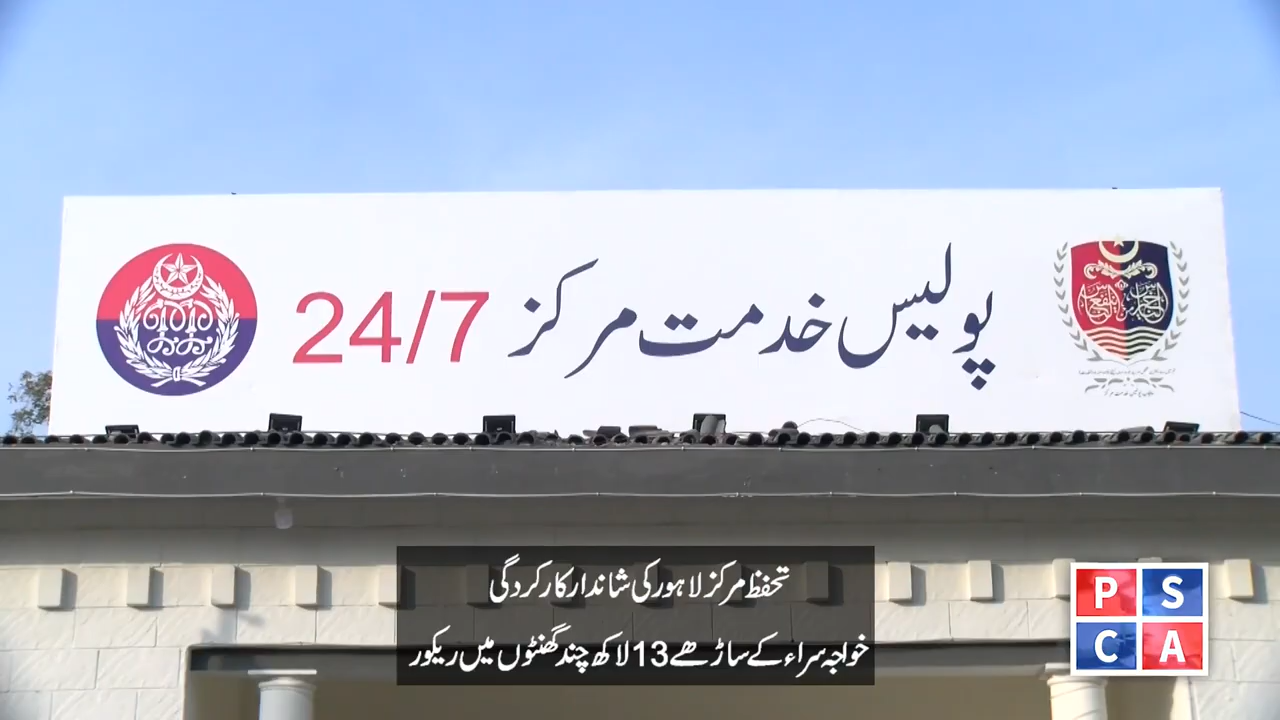 پولیس خدمت مرکز 24/7
تحفظ مرکز لاہور کی شاندار کارکردگی
خواجہ سراء کے ساڑھے 13 لاکھ چند گھنٹوں میں ریکور
PSCA